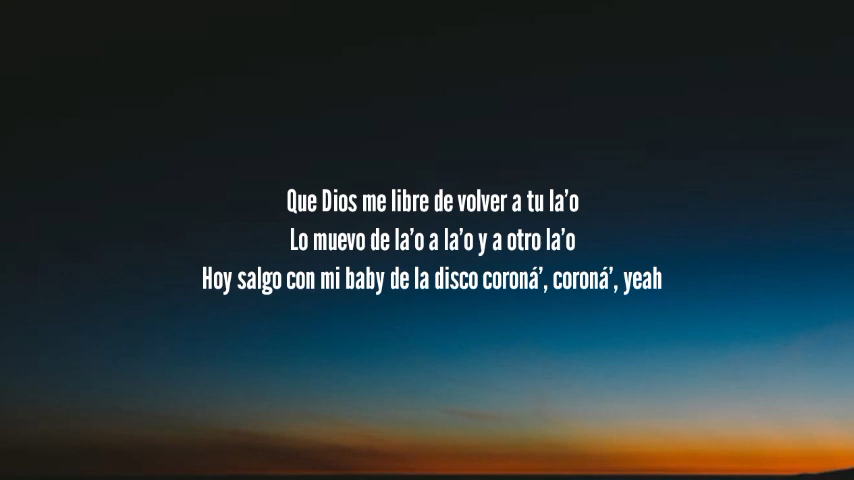 Que Dios me libre de volver a tu la'o
Lo muevo de la'o a la'o y a otro la'o
Hoy salgo con mi baby de la disco coroná', coroná', yeah